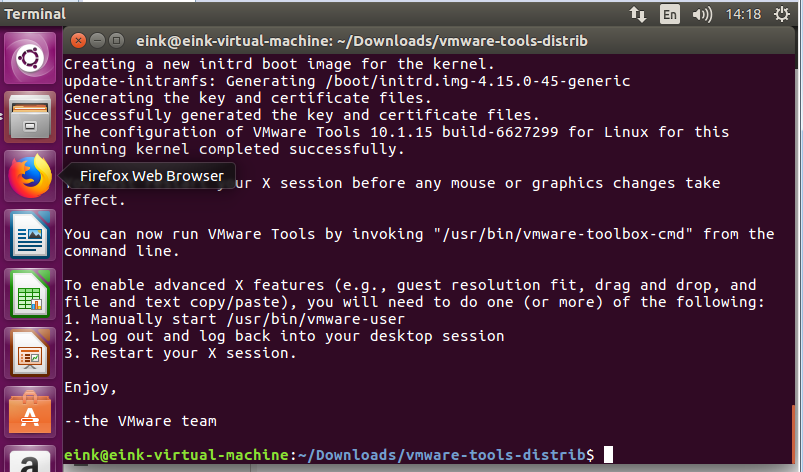 Terminal
En
14:18
eink@eink-virtual-machine: ~/Downloads/vmware-tools-distrib
Creating a new initrd boot image for the kernel.
update-initramfs: Generating /boot/initrd.img-4.15.0-45-generic
Generating the key and certificate files.
Successfully generated the key and certificate files.
The configuration of VMware Tools 10.1.15 build-6627299 for Linux for this
running kernel completed successfully.
Firefox Web Browser
your X session before any mouse or graphics changes take
effect.
You can now run VMware Tools by invoking "/usr/bin/vmware-toolbox-cmd" from the
command line.
To enable advanced X features (e.g., guest resolution fit, drag and drop, and
file and text copy/paste), you will need to do one (or more) of the following:
1. Manually start /usr/bin/vmware-user
2. Log out and log back into your desktop session
3. Restart your X session.
Enjoy,
--the VMware team
eink@eink-virtual-machine:~/Downloads/vmware-tools-distrib$